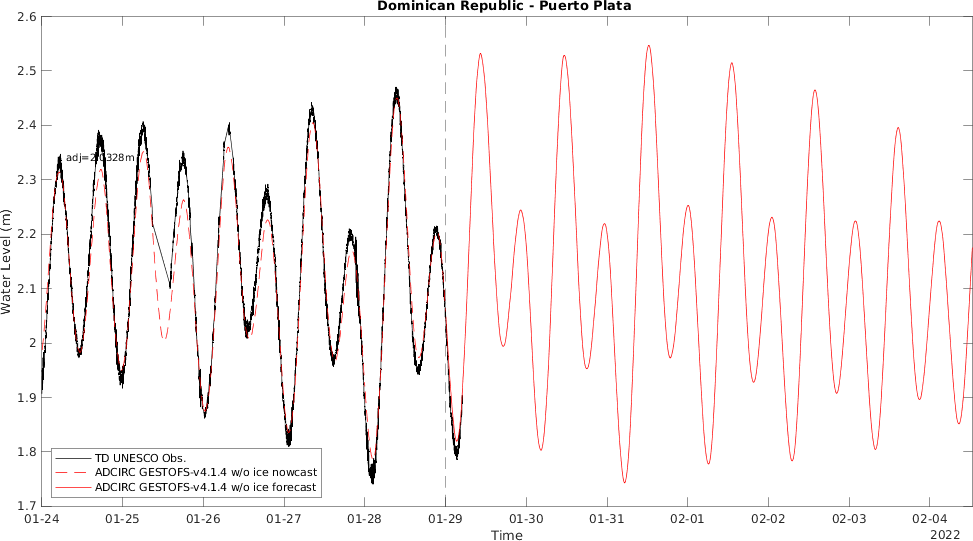 Dominican Republic - Puerto Plata
Water Level (m)
2.6
2.5
2.4
2.3
2.2
2.1
2
1.9
1.8
1.7
adj=2.0328m
TD UNESCO Obs.
ADCIRC GESTOFS-v4.1.4 w/o ice nowcast
ADCIRC GESTOFS-v4.1.4 w/o ice forecast
01-24 01-25 01-26 01-27 01-28 01-29 01-30 01-31 02-01 02-02 02-03 02-04
2022
Time